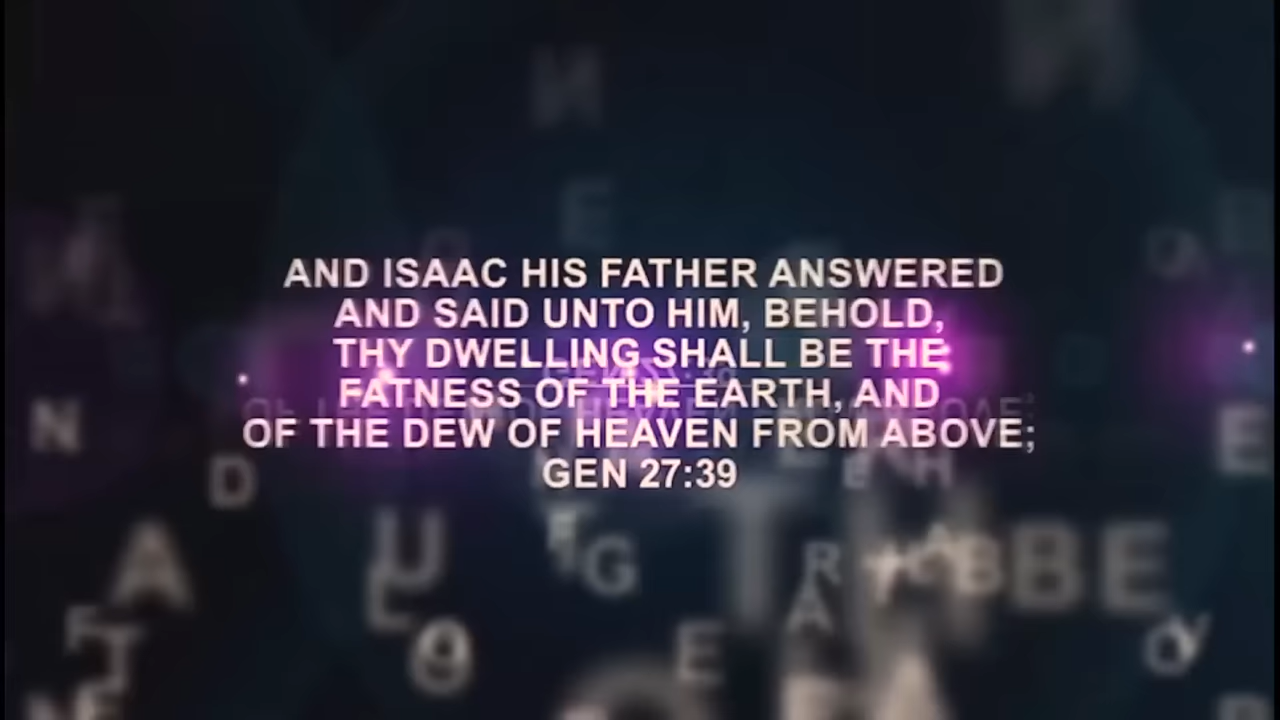 AND ISAAC HIS FATHER ANSWERED
AND SAID UNTO HIM, BEHOLD,
THY DWELLING SHALL BE THE
FATNESS OF THE EARTH, AND
OF THE DEW OF HEAVEN FROM ABOVE;
GEN 27:39